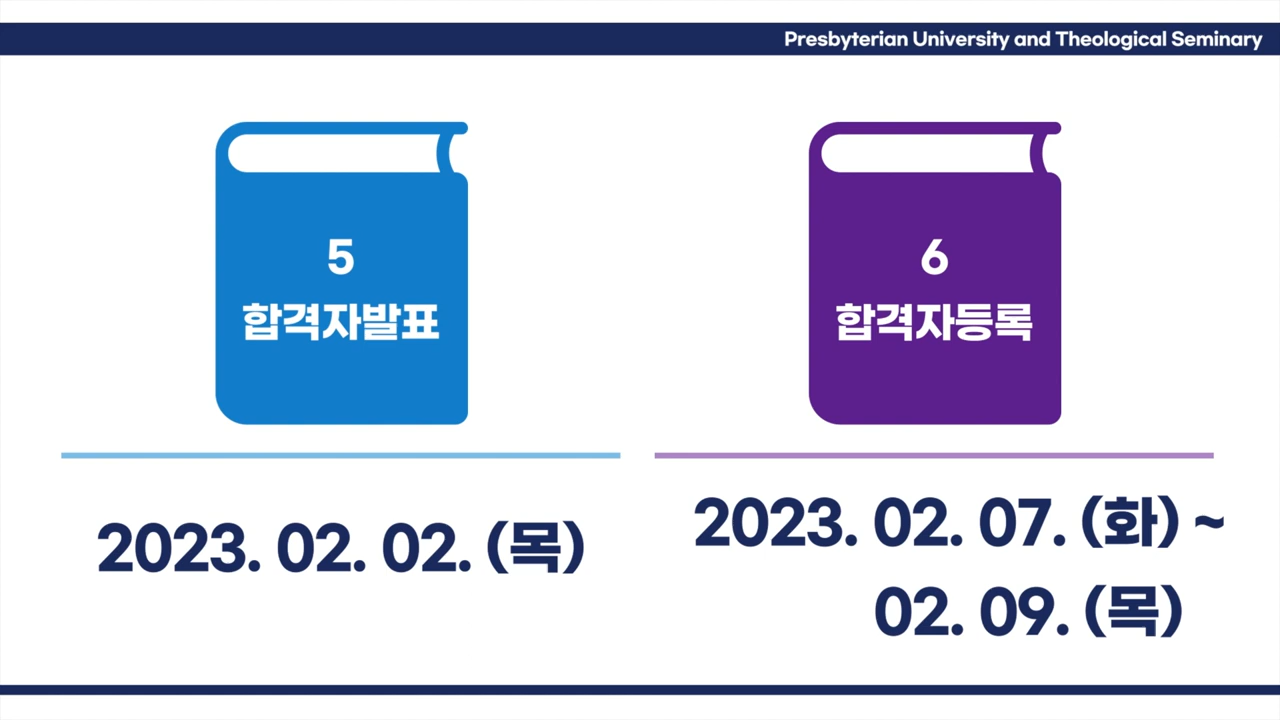 Presbyterian University and Theological Seminary
5
합격자발표
2023. 02. 02. (목)
6
합격자등록
2023. 02. 07. (화) ~
02. 09. (목)